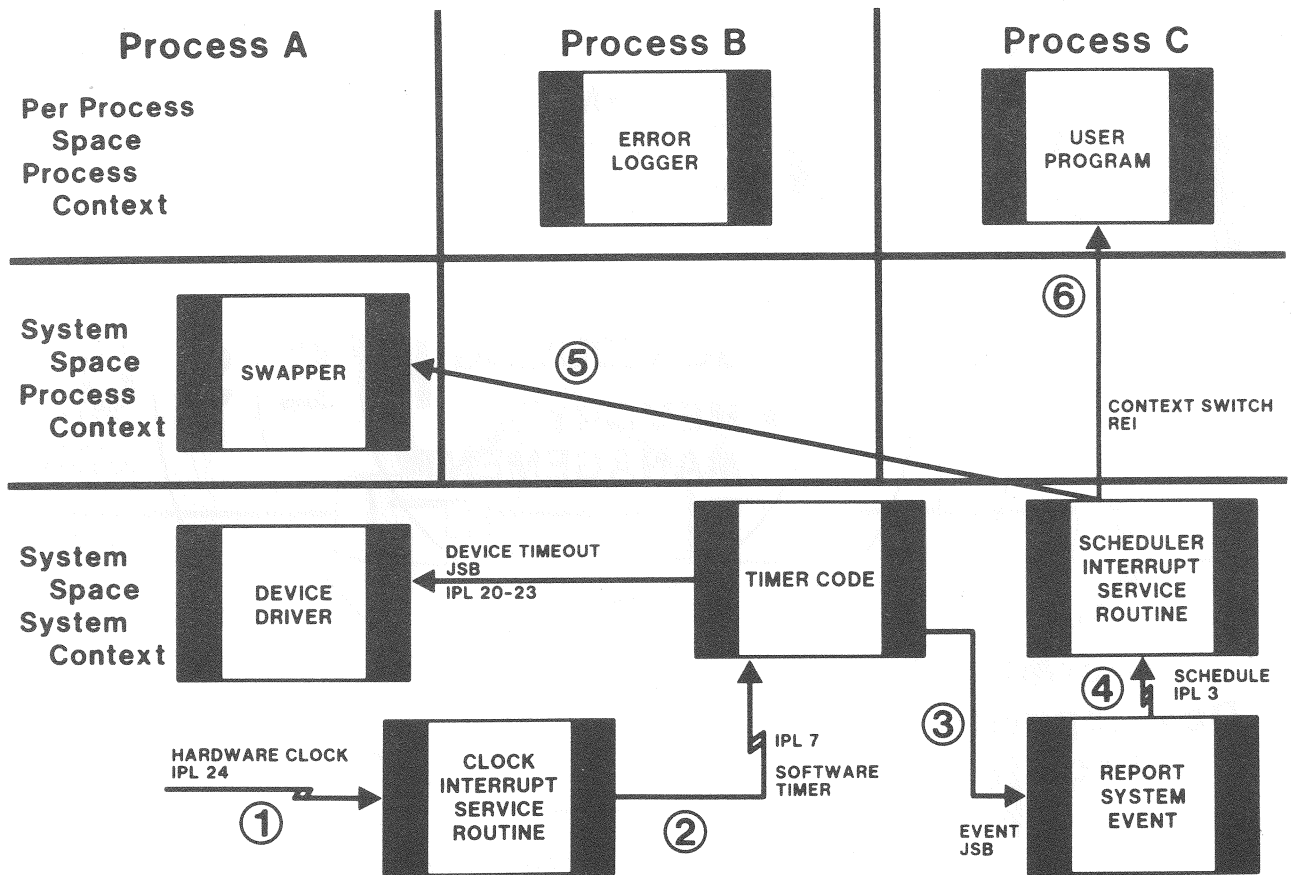 Process A
Process B
Process C
Per Process
Space
Process
Context
ERROR
LOGGER
USER
PROGRAM
System
Space
Process
Context
SWAPPER
⑤
⑥
CONTEXT SWITCH
REI
System
Space
System
Context
DEVICE
DRIVER
DEVICE TIMEOUT
JSB
IPL 20-23
TIMER CODE
SCHEDULER
INTERRUPT
SERVICE
ROUTINE
④
SCHEDULE
IPL 3
③
HARDWARE CLOCK
IPL 24
①
CLOCK
INTERRUPT
SERVICE
ROUTINE
②
IPL 7
SOFTWARE
TIMER
EVENT
JSB
REPORT
SYSTEM
EVENT